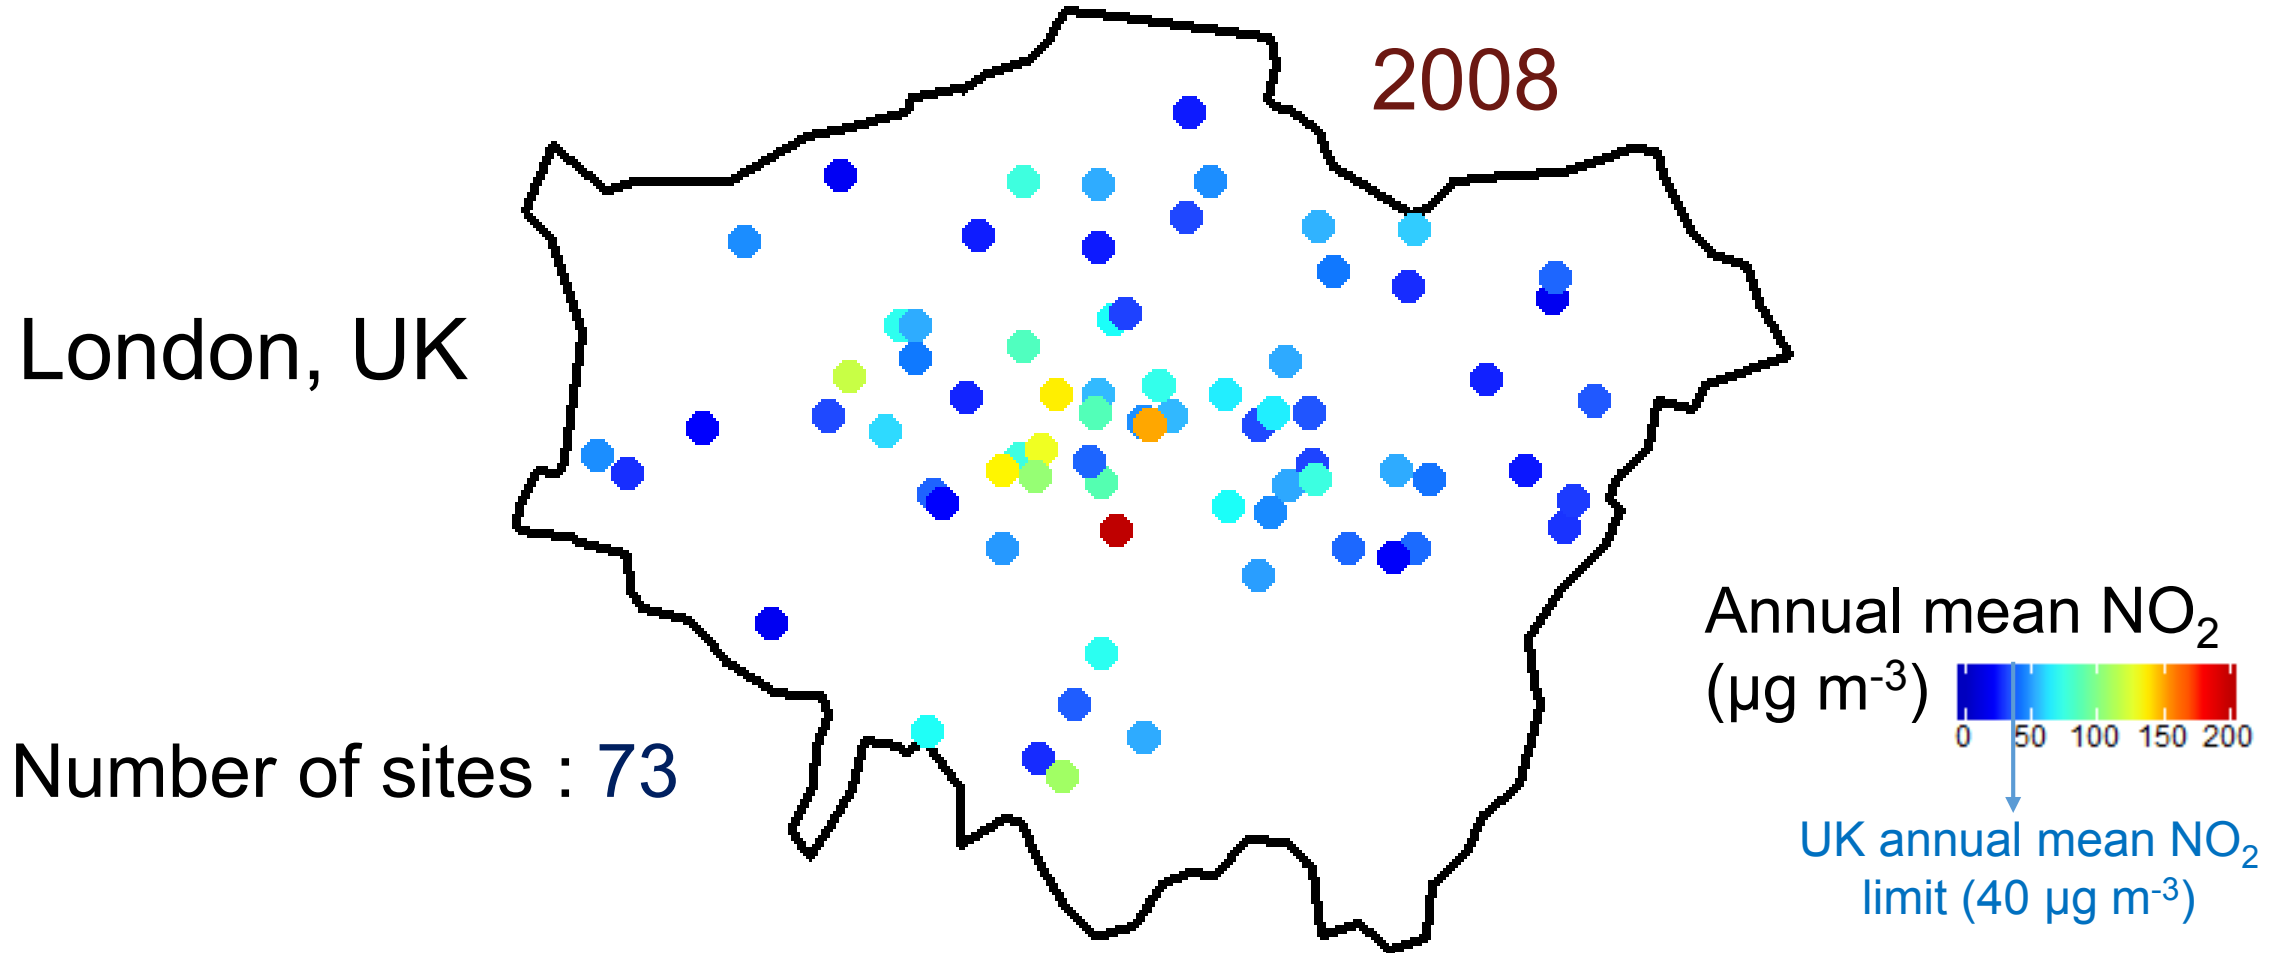 2008
London, UK
Annual mean NO₂
(µg m⁻³)
0 50 100 150 200
Number of sites : 73
UK annual mean NO₂
limit (40 µg m⁻³)